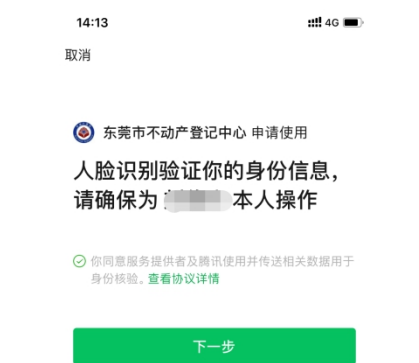 14:13 4G
取消
东莞市不动产登记中心 申请使用
人脸识别验证你的身份信息,
请确保为 本人操作
你同意服务提供者及腾讯使用并传送相关数据用于
身份核验。查看协议详情
下一步